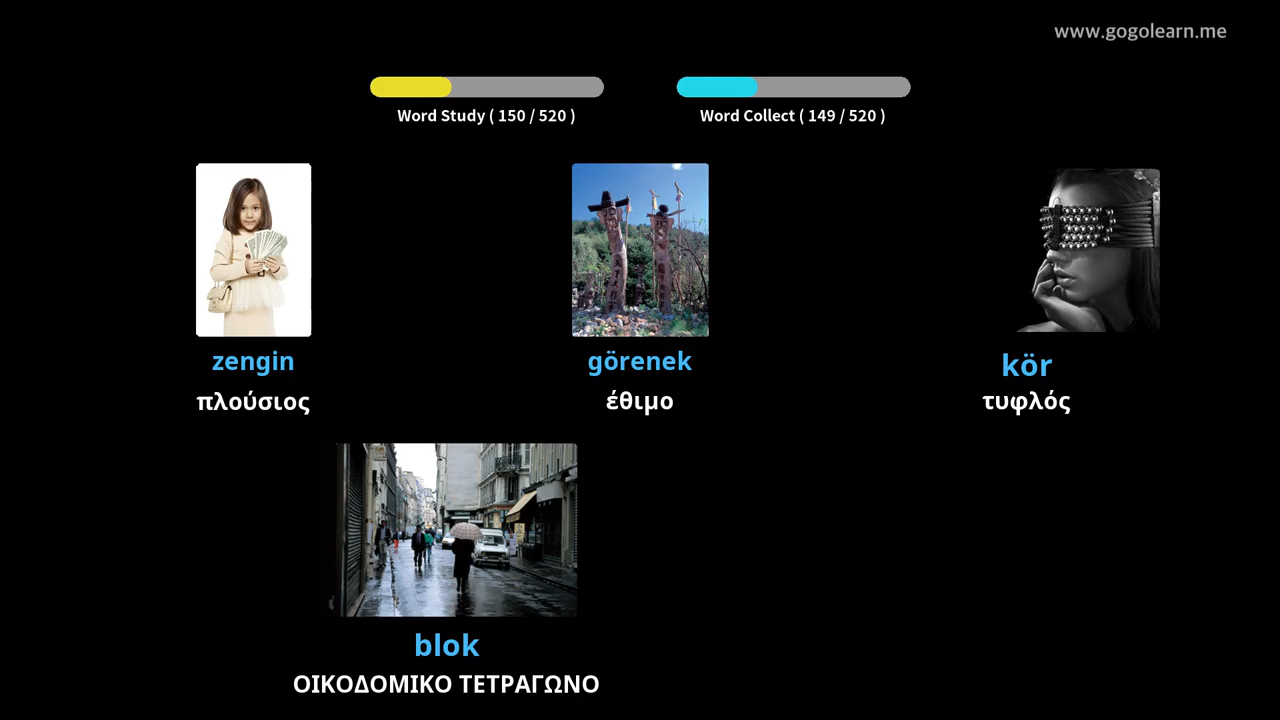 www.gogolearn.me
Word Study ( 150 / 520 )
Word Collect ( 149 / 520 )
zengin
görenek
kör
πλούσιος
έθιμο
τυφλός
blok
ΟΙΚΟΔΟΜΙΚΟ ΤΕΤΡΑΓΩΝΟ